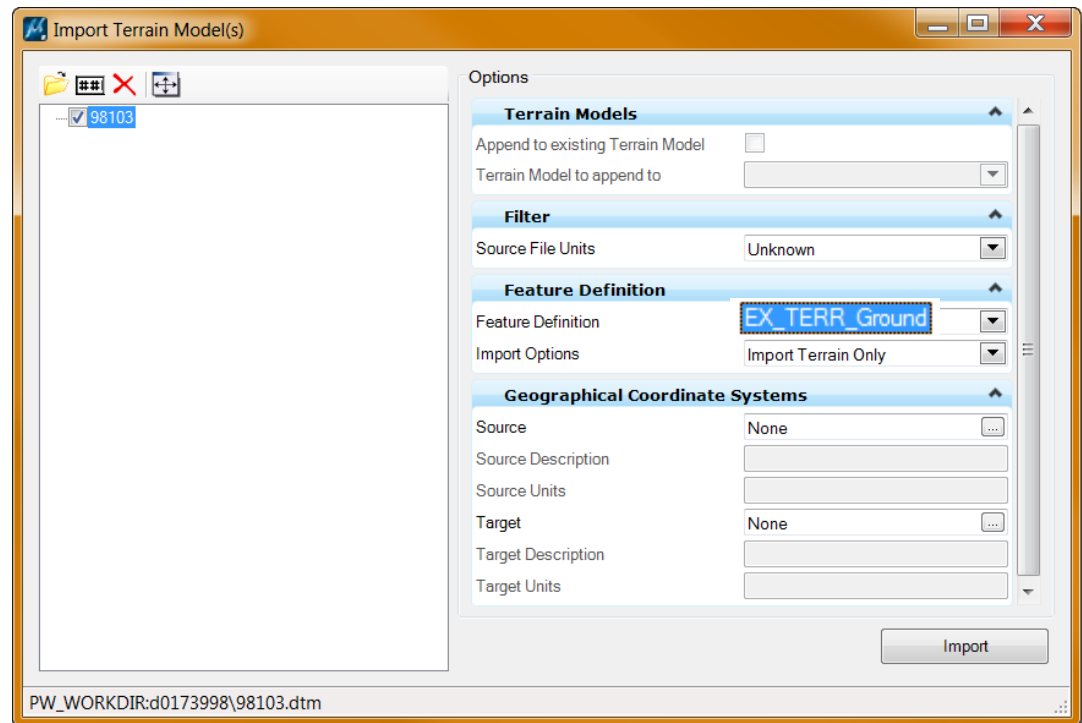 Import Terrain Model(s)
##
98103
Options
Terrain Models
Append to existing Terrain Model
Terrain Model to append to
Filter
Source File Units Unknown
Feature Definition
Feature Definition EX_TERR_Ground
Import Options Import Terrain Only
Geographical Coordinate Systems
Source None ...
Source Description
Source Units
Target None ...
Target Description
Target Units
Import
PW_WORKDIR:d0173998\98103.dtm